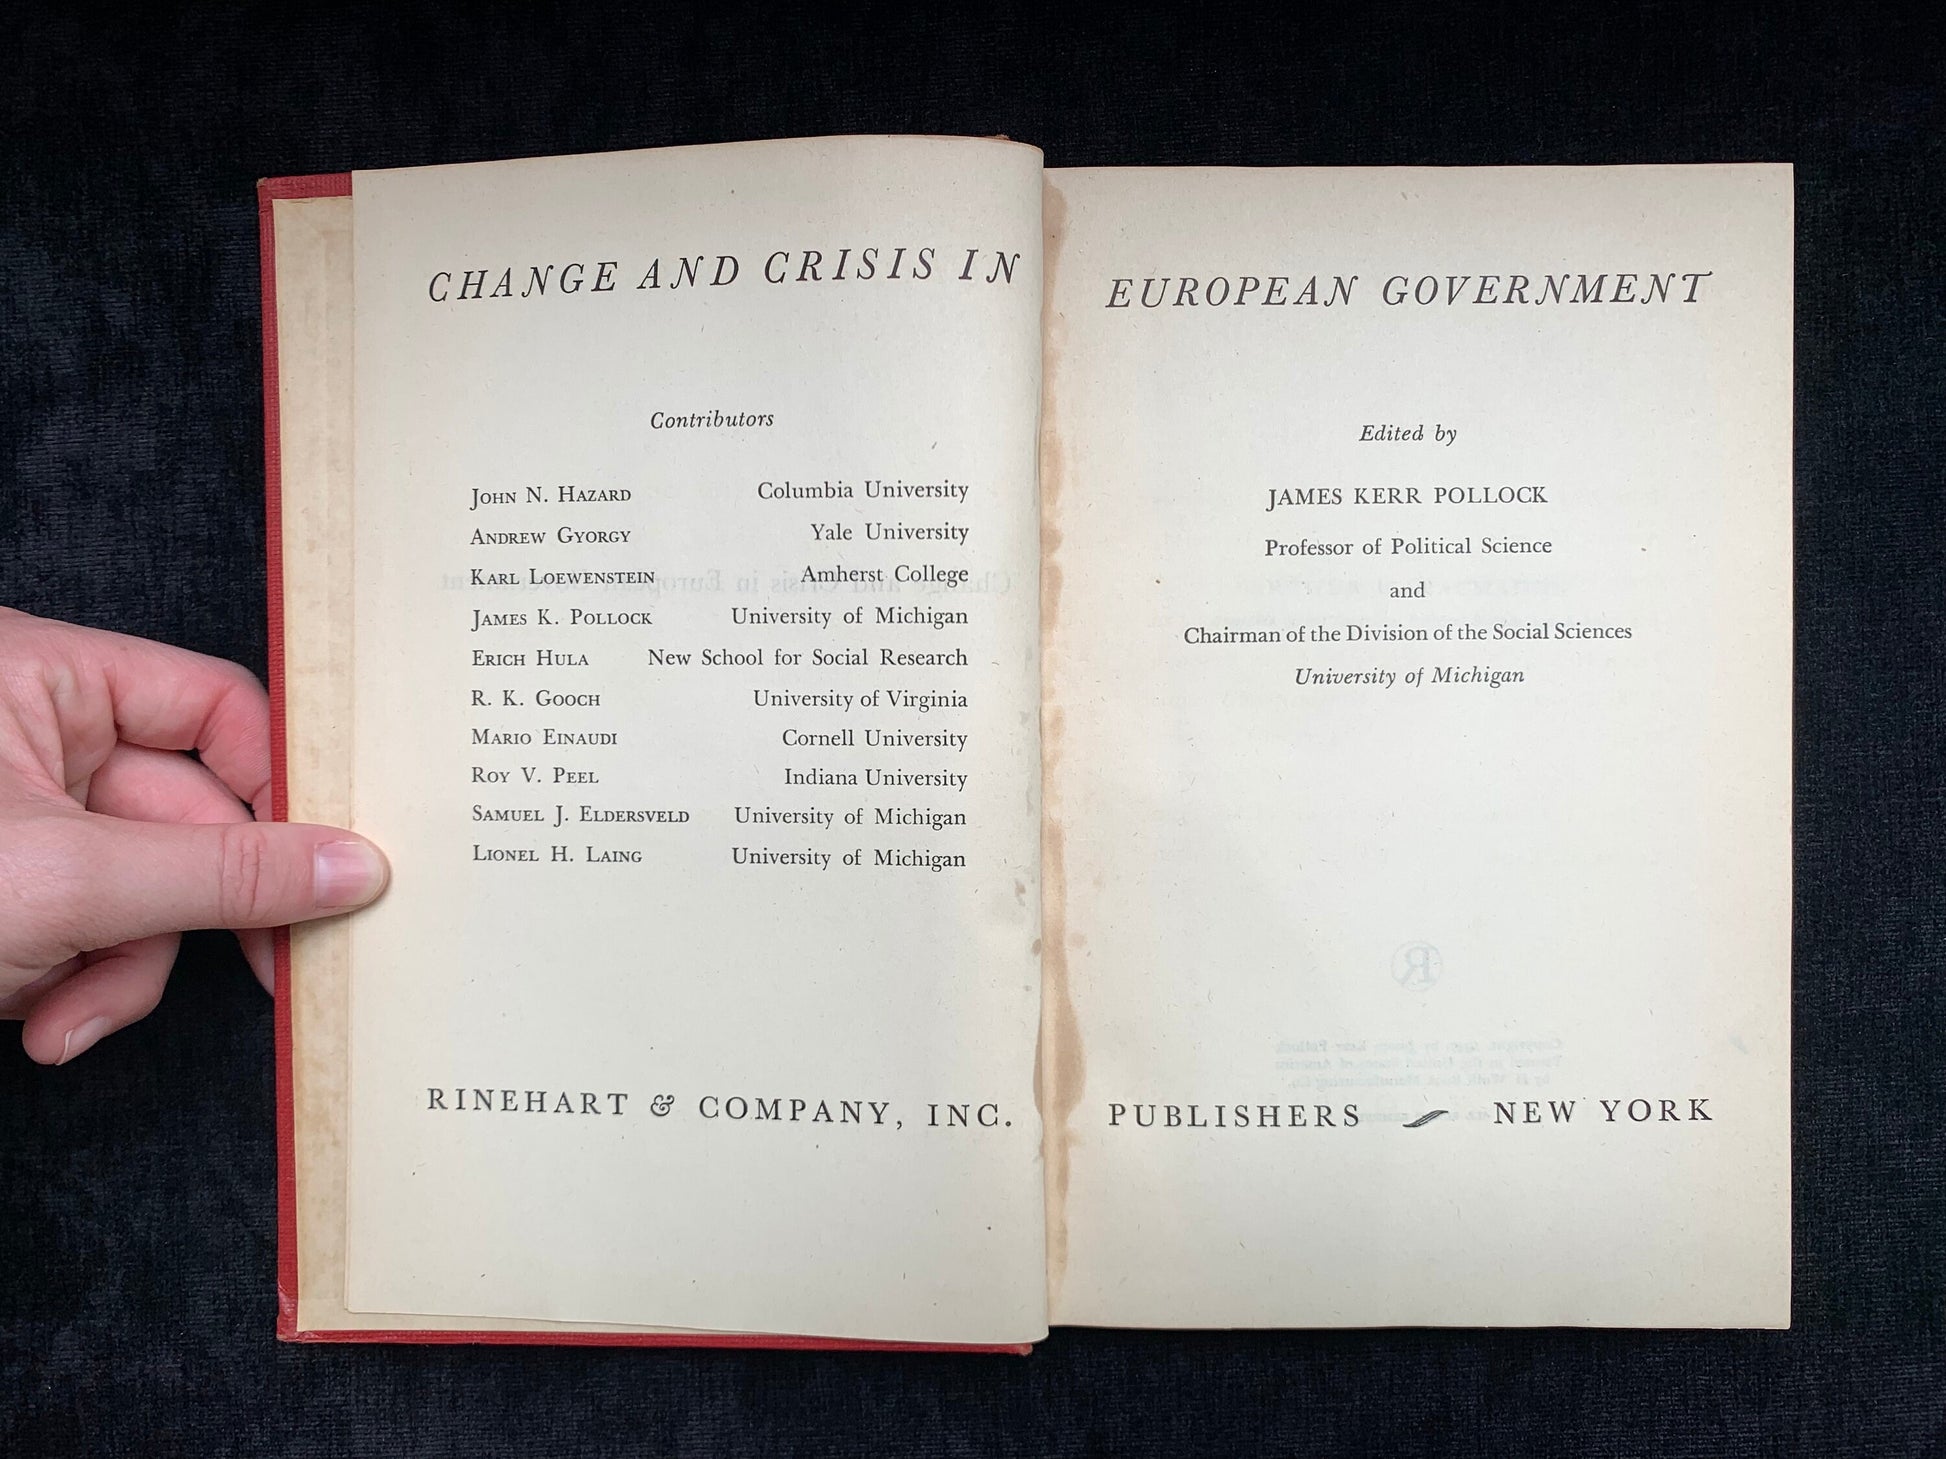 CHANGE AND CRISIS IN
Contributors
JOHN N. HAZARD Columbia University
ANDREW GYORGY Yale University
KARL LOEWENSTEIN Amherst College
JAMES K. POLLOCK University of Michigan
ERICH HULA New School for Social Research
R. K. GOOCH University of Virginia
MARIO EINAUDI Cornell University
ROY V. PEEL Indiana University
SAMUEL J. ELDERSVELD University of Michigan
LIONEL H. LAING University of Michigan
RINEHART & COMPANY, INC.
EUROPEAN GOVERNMENT
Edited by
JAMES KERR POLLOCK
Professor of Political Science
and
Chairman of the Division of the Social Sciences
University of Michigan
PUBLISHERS NEW YORK